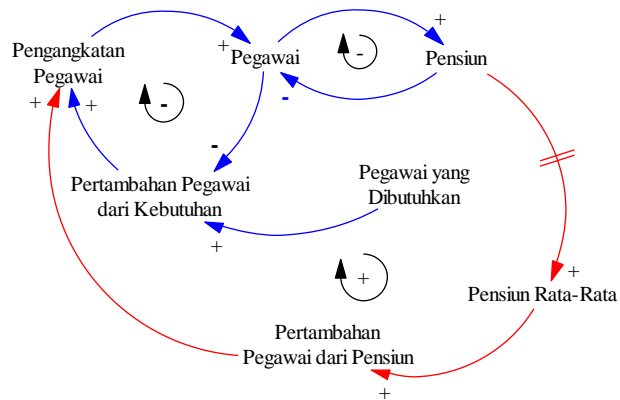 Pengangkatan
Pegawai
+
+
+
Pegawai
+
-
-
Pensiun
-
-
Pertambahan Pegawai
dari Kebutuhan
+
Pegawai yang
Dibutuhkan
+
+
Pensiun Rata-Rata
Pertambahan
Pegawai dari Pensiun
+